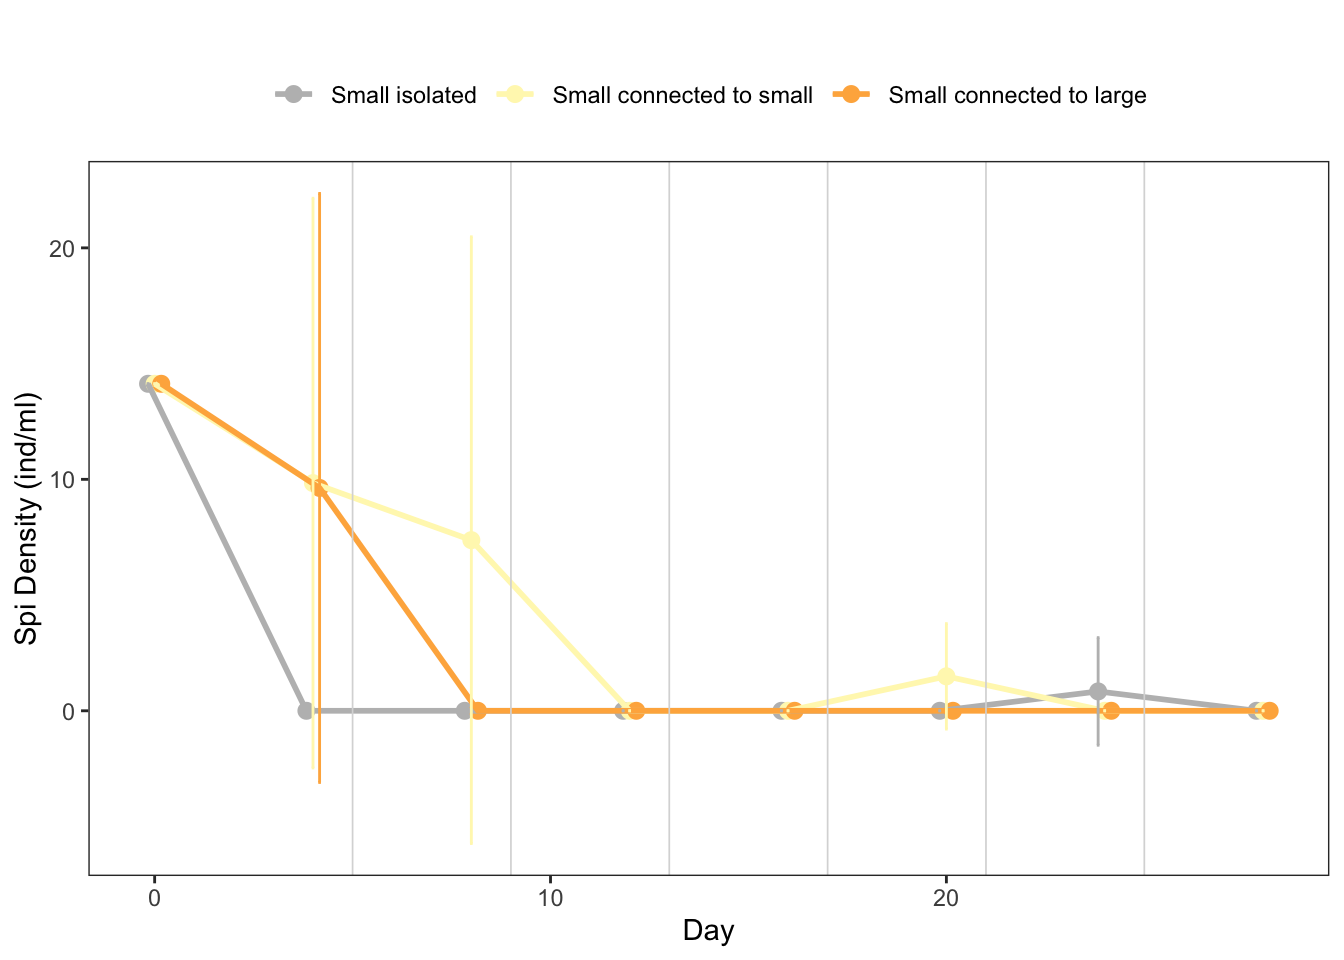 Small isolated Small connected to small Small connected to large
20
10
0
Spi Density (ind/ml)
0 10 20
Day